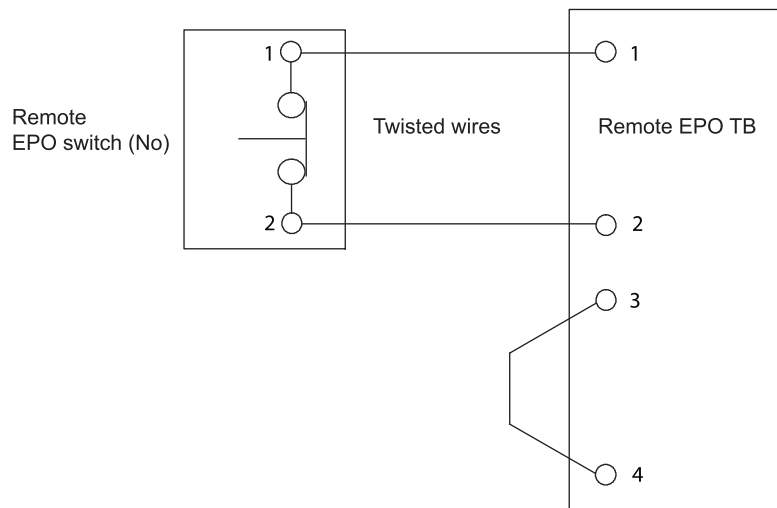 1
1
Remote
EPO switch (No)
Twisted wires
Remote EPO TB
2
2
3
4